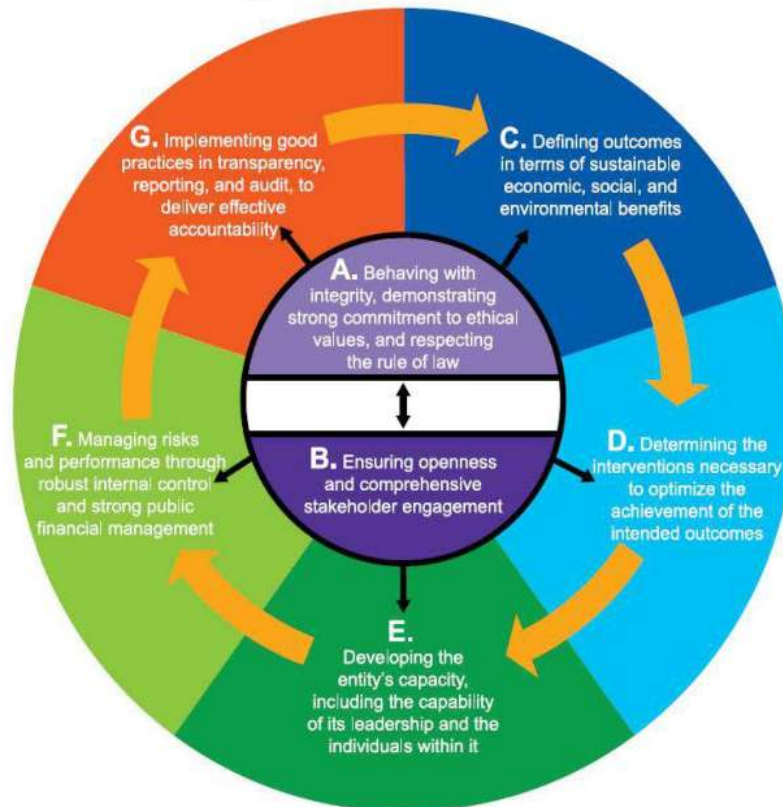 G. Implementing good
practices in transparency,
reporting, and audit, to
deliver effective
accountability
C. Defining outcomes
in terms of sustainable
economic, social, and
environmental benefits
A. Behaving with
integrity, demonstrating
strong commitment to ethical
values, and respecting
the rule of law
B. Ensuring openness
and comprehensive
stakeholder engagement
F. Managing risks
and performance through
robust internal control
and strong public
financial management
D. Determining the
interventions necessary
to optimize the
achievement of the
intended outcomes
E.
Developing the
entity's capacity,
including the capability
of its leadership and the
individuals within it